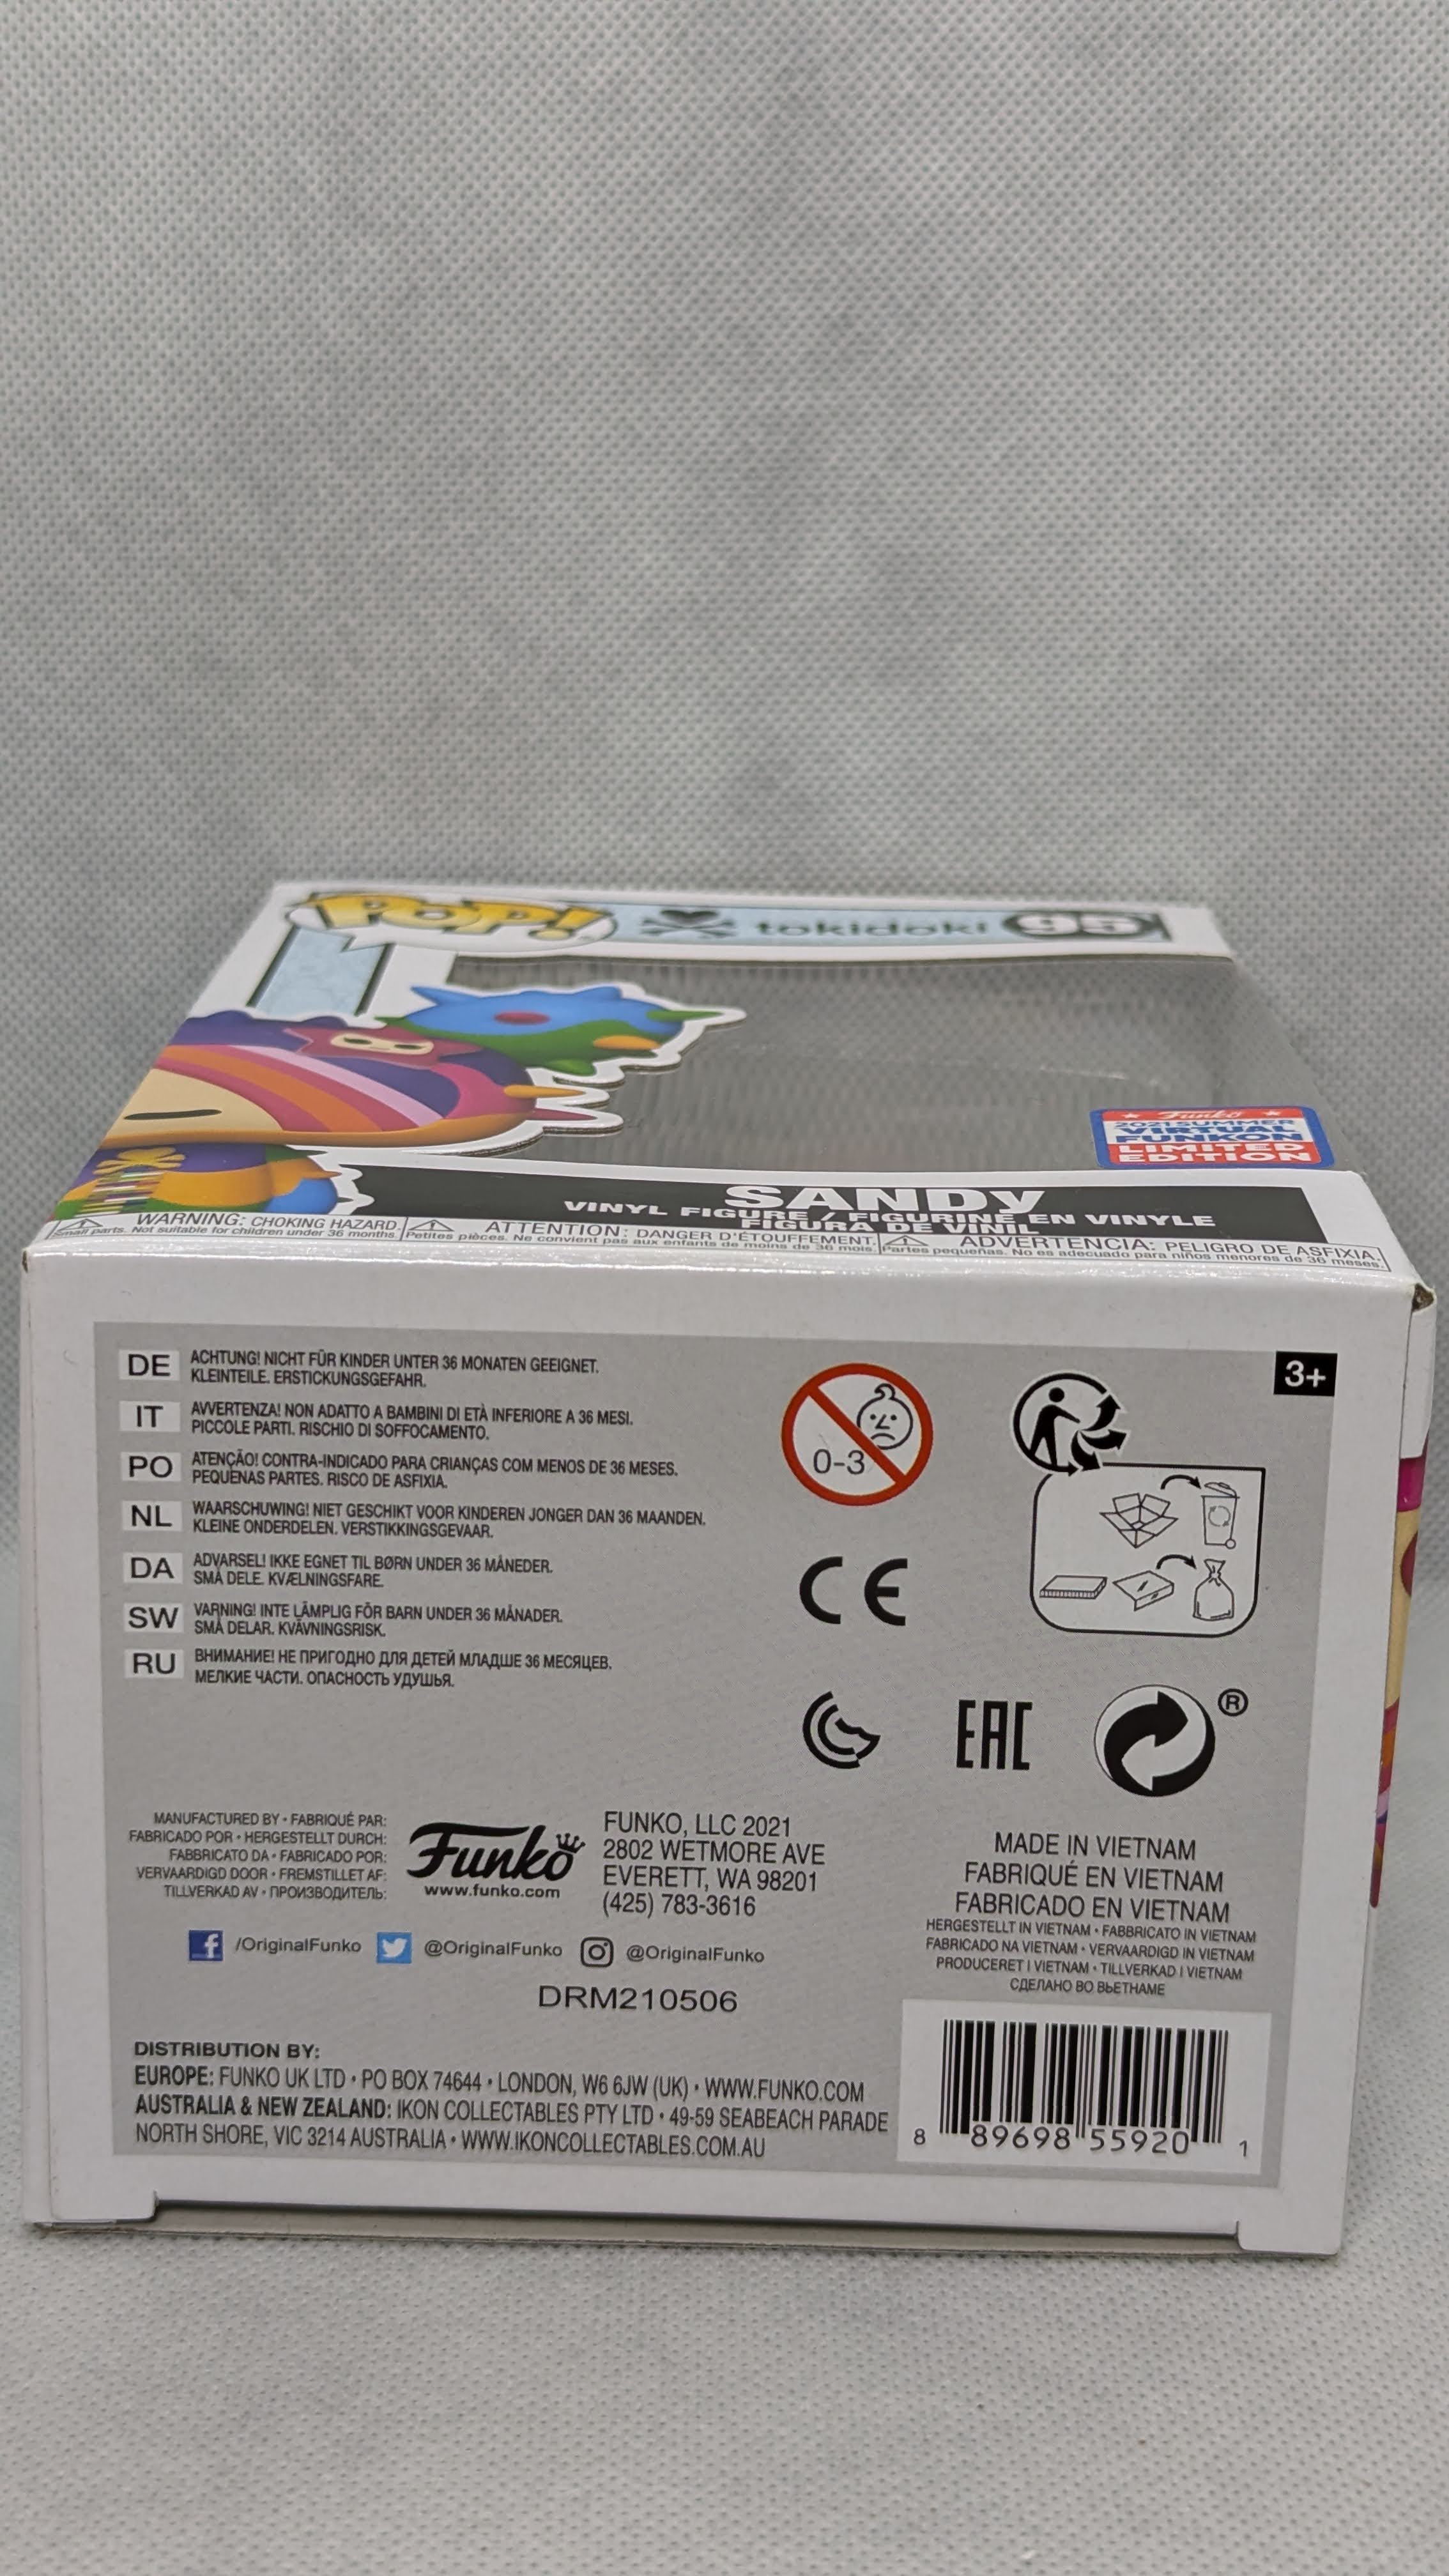 POP! tokidoki 95
Funko
2021 SUMMER
VIRTUAL
FUNKON
LIMITED
EDITION
SANDY
VINYL FIGURE / FIGURINE EN VINYLE
FIGURA DE VINIL
WARNING: CHOKING HAZARD.
Small parts. Not suitable for children under 36 months.
ATTENTION : DANGER D'ÉTOUFFEMENT.
Petites pièces. Ne convient pas aux enfants de moins de 36 mois.
ADVERTENCIA: PELIGRO DE ASFIXIA.
Partes pequeñas. No es adecuado para niños menores de 36 meses.
DE ACHTUNG! NICHT FÜR KINDER UNTER 36 MONATEN GEEIGNET.
KLEINTEILE. ERSTICKUNGSGEFAHR.
IT AVVERTENZA! NON ADATTO A BAMBINI DI ETÀ INFERIORE A 36 MESI.
PICCOLE PARTI. RISCHIO DI SOFFOCAMENTO.
PO ATENÇÃO! CONTRA-INDICADO PARA CRIANÇAS COM MENOS DE 36 MESES.
PEQUENAS PARTES. RISCO DE ASFIXIA.
NL WAARSCHUWING! NIET GESCHIKT VOOR KINDEREN JONGER DAN 36 MAANDEN.
KLEINE ONDERDELEN. VERSTIKKINGSGEVAAR.
DA ADVARSEL! IKKE EGNET TIL BØRN UNDER 36 MÅNEDER.
SMÅ DELE. KVÆLNINGSFARE.
SW VARNING! INTE LÄMPLIG FÖR BARN UNDER 36 MÅNADER.
SMÅ DELAR. KVÄVNINGSRISK.
RU ВНИМАНИЕ! НЕ ПРИГОДНО ДЛЯ ДЕТЕЙ МЛАДШЕ 36 МЕСЯЦЕВ.
МЕЛКИЕ ЧАСТИ. ОПАСНОСТЬ УДУШЬЯ.
0-3
3+
CE
EAC
®
MANUFACTURED BY • FABRIQUÉ PAR:
FABRICADO POR • HERGESTELLT DURCH:
FABBRICATO DA • FABRICADO POR:
VERVAARDIGD DOOR • FREMSTILLET AF:
TILLVERKAD AV • ПРОИЗВОДИТЕЛЬ:
Funko
www.funko.com
FUNKO, LLC 2021
2802 WETMORE AVE
EVERETT, WA 98201
(425) 783-3616
/OriginalFunko @OriginalFunko @OriginalFunko
DRM210506
MADE IN VIETNAM
FABRIQUÉ EN VIETNAM
FABRICADO EN VIETNAM
HERGESTELLT IN VIETNAM • FABBRICATO IN VIETNAM
FABRICADO NA VIETNAM • VERVAARDIGD IN VIETNAM
PRODUCERET I VIETNAM • TILLVERKAD I VIETNAM
СДЕЛАНО ВО ВЬЕТНАМЕ
DISTRIBUTION BY:
EUROPE: FUNKO UK LTD • PO BOX 74644 • LONDON, W6 6JW (UK) • WWW.FUNKO.COM
AUSTRALIA & NEW ZEALAND: IKON COLLECTABLES PTY LTD • 49-59 SEABEACH PARADE
NORTH SHORE, VIC 3214 AUSTRALIA • WWW.IKONCOLLECTABLES.COM.AU
8 89698 55920 1